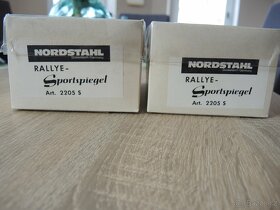 NORDSTAHL
RALLYE-
Sportspiegel
Art. 2205 S
NORDSTAHL
RALLYE-
Sportspiegel
Art. 2205 S